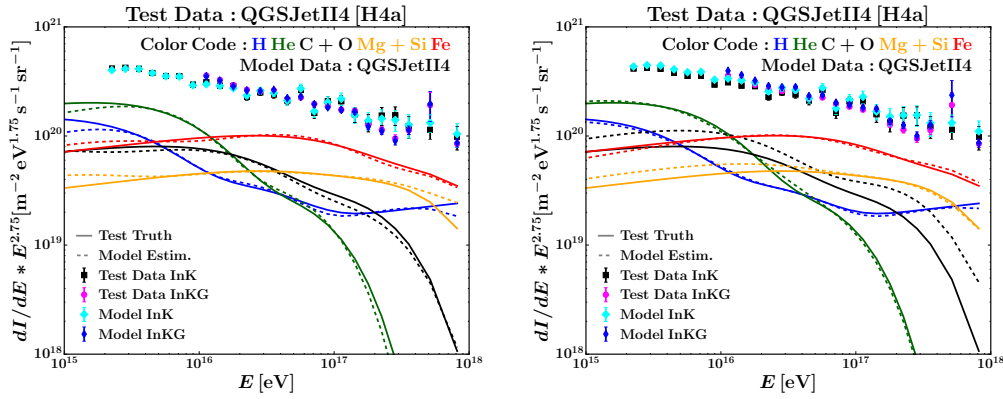 Test Data : QGSJetII4 [H4a]
Color Code : H He C + O Mg + Si Fe
Model Data : QGSJetII4
dI/dE * E^2.75 [m^−2 eV^1.75 s^−1 sr^−1]
10^21
10^20
10^19
10^18
Test Truth
Model Estim.
Test Data InK
Test Data InKG
Model InK
Model InKG
10^15 10^16 10^17 10^18
E [eV]
Test Data : QGSJetII4 [H4a]
Color Code : H He C + O Mg + Si Fe
Model Data : QGSJetII4
dI/dE * E^2.75 [m^−2 eV^1.75 s^−1 sr^−1]
10^21
10^20
10^19
10^18
Test Truth
Model Estim.
Test Data InK
Test Data InKG
Model InK
Model InKG
10^15 10^16 10^17 10^18
E [eV]